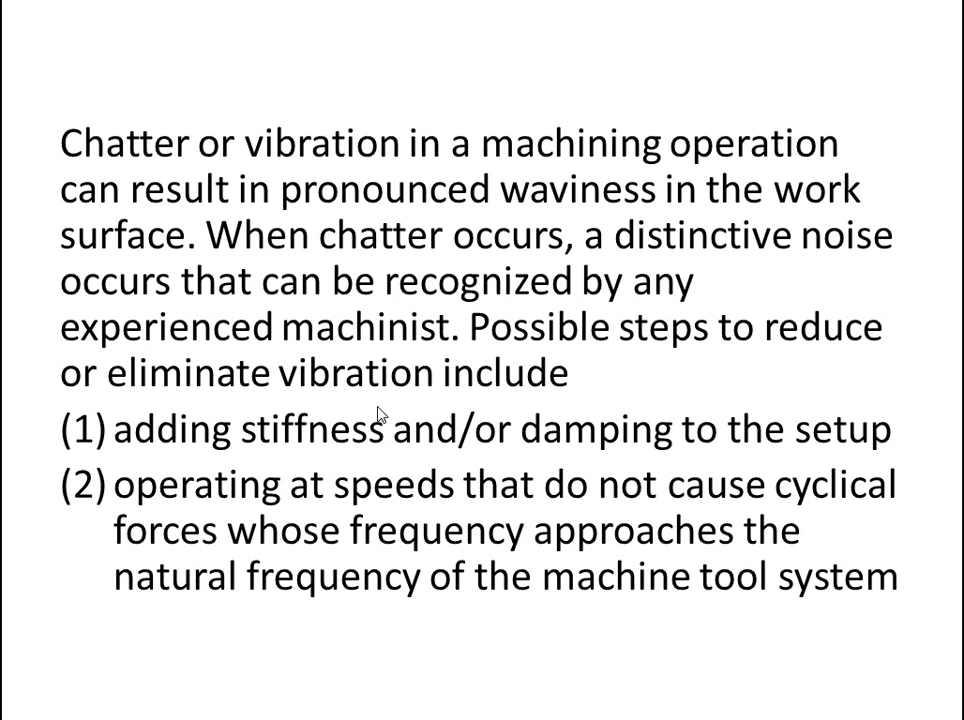 Chatter or vibration in a machining operation
can result in pronounced waviness in the work
surface. When chatter occurs, a distinctive noise
occurs that can be recognized by any
experienced machinist. Possible steps to reduce
or eliminate vibration include
(1) adding stiffness and/or damping to the setup
(2) operating at speeds that do not cause cyclical
forces whose frequency approaches the
natural frequency of the machine tool system